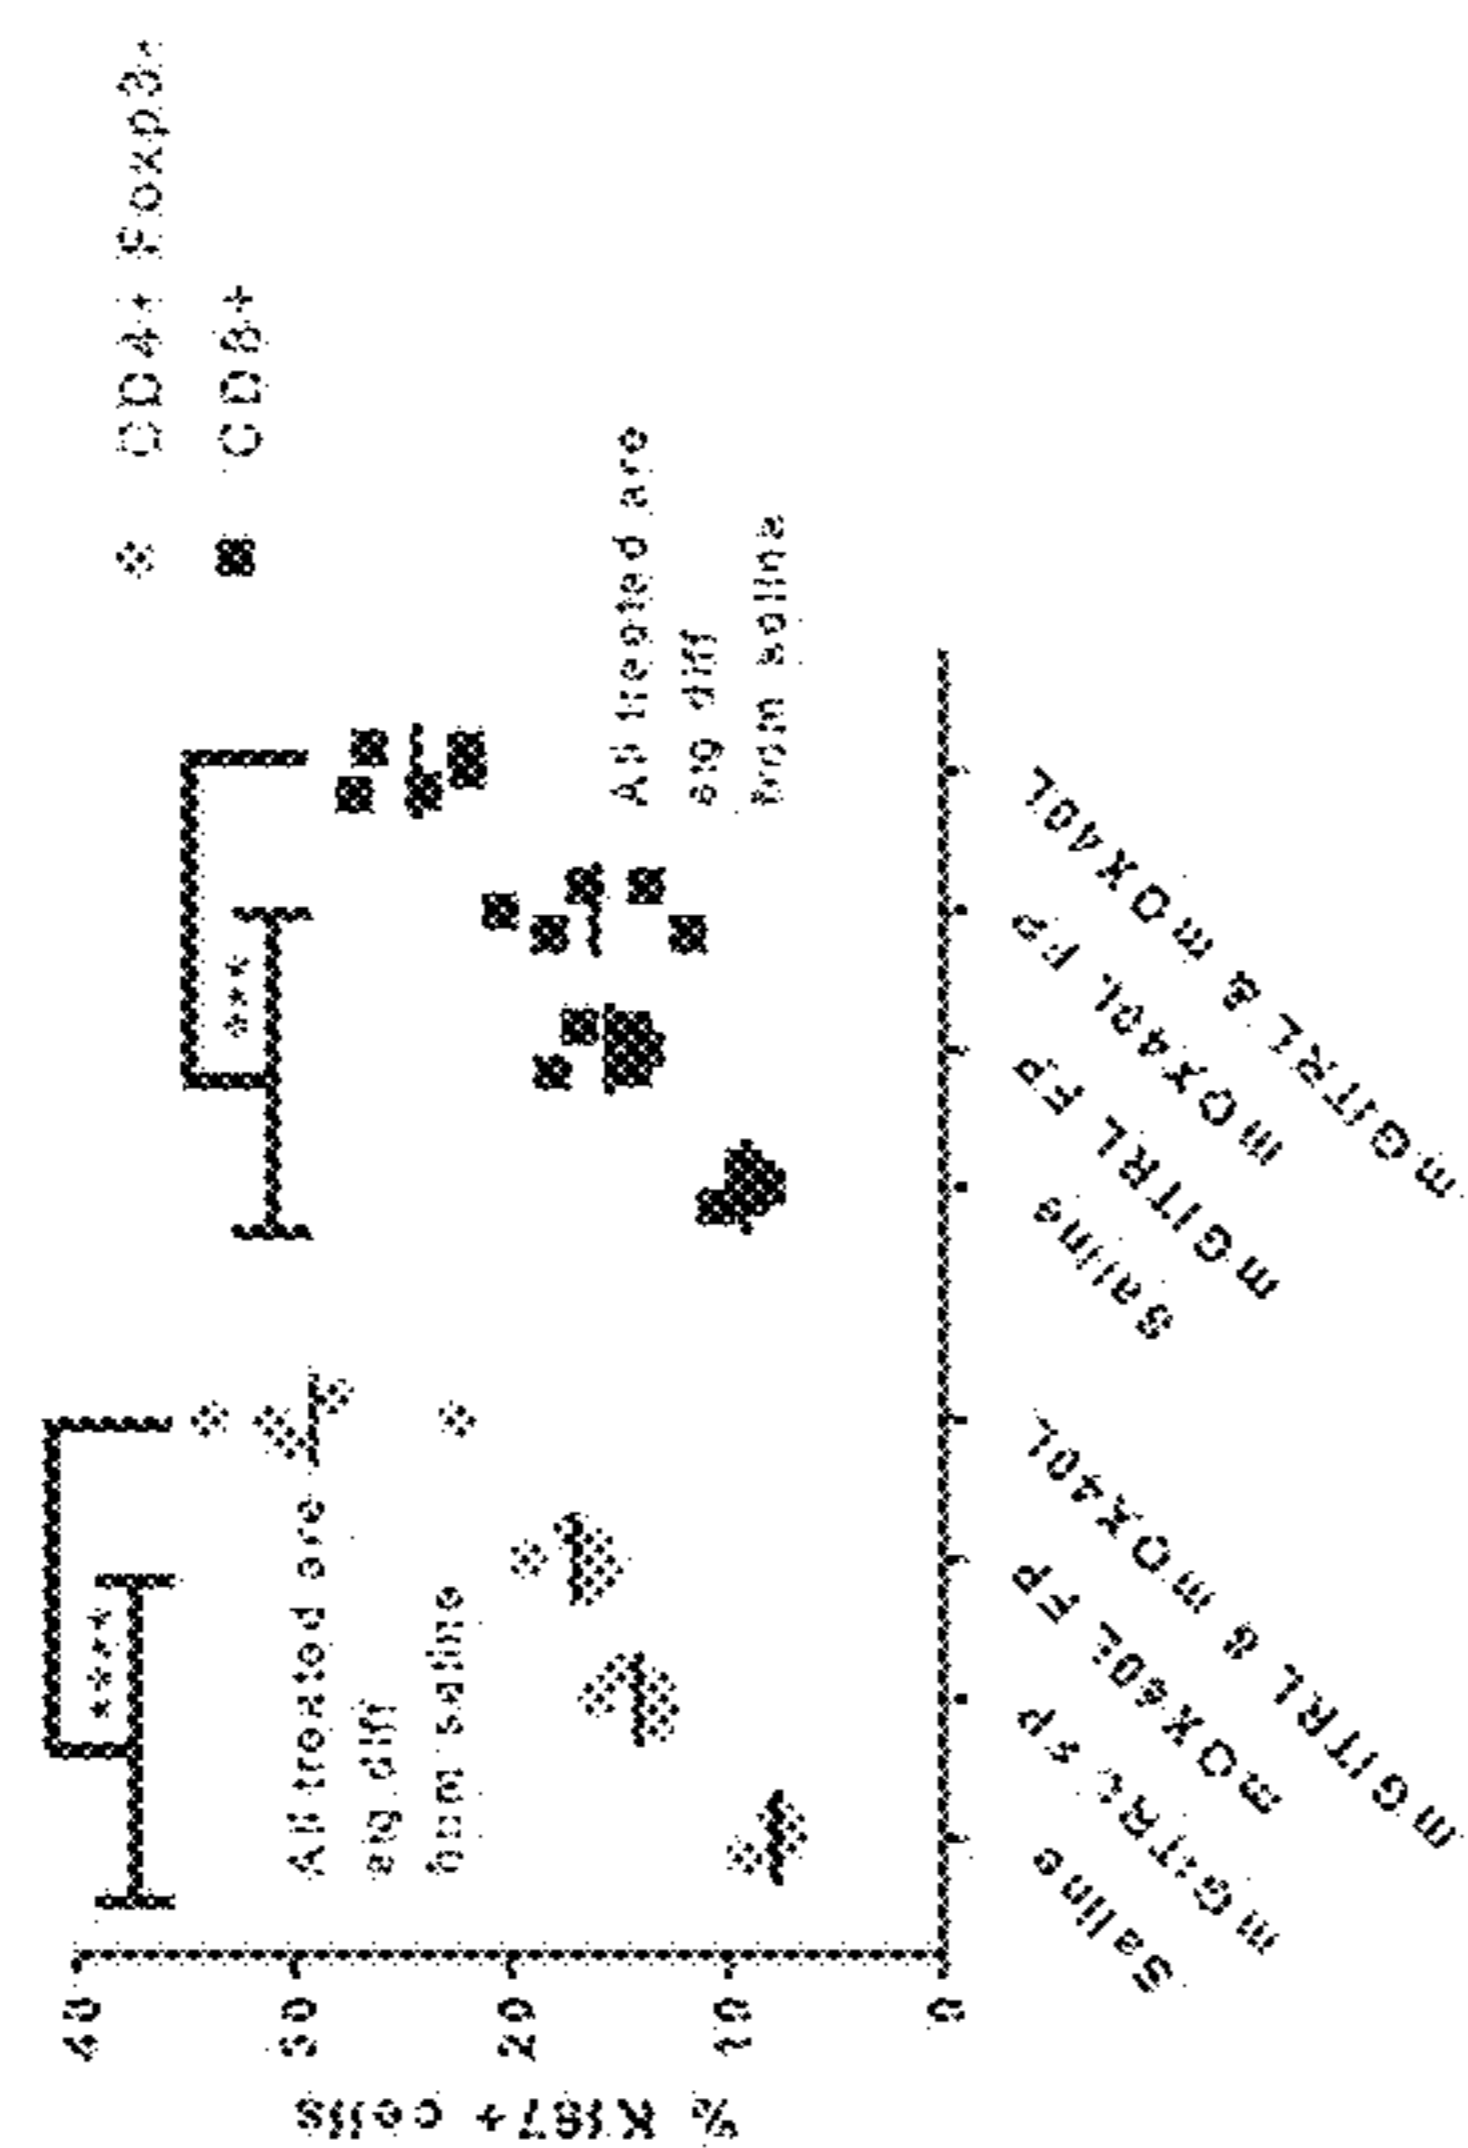 CD4+ Foxp3-
CD8+
% Ki67+ cells
40
30
20
10
0
****
All treated are
sig diff
from saline
***
All treated are
sig diff
from saline
Saline
mGITRL FP
mOX40L FP
mGITRL & mOX40L
Saline
mGITRL FP
mOX40L FP
mGITRL & mOX40L